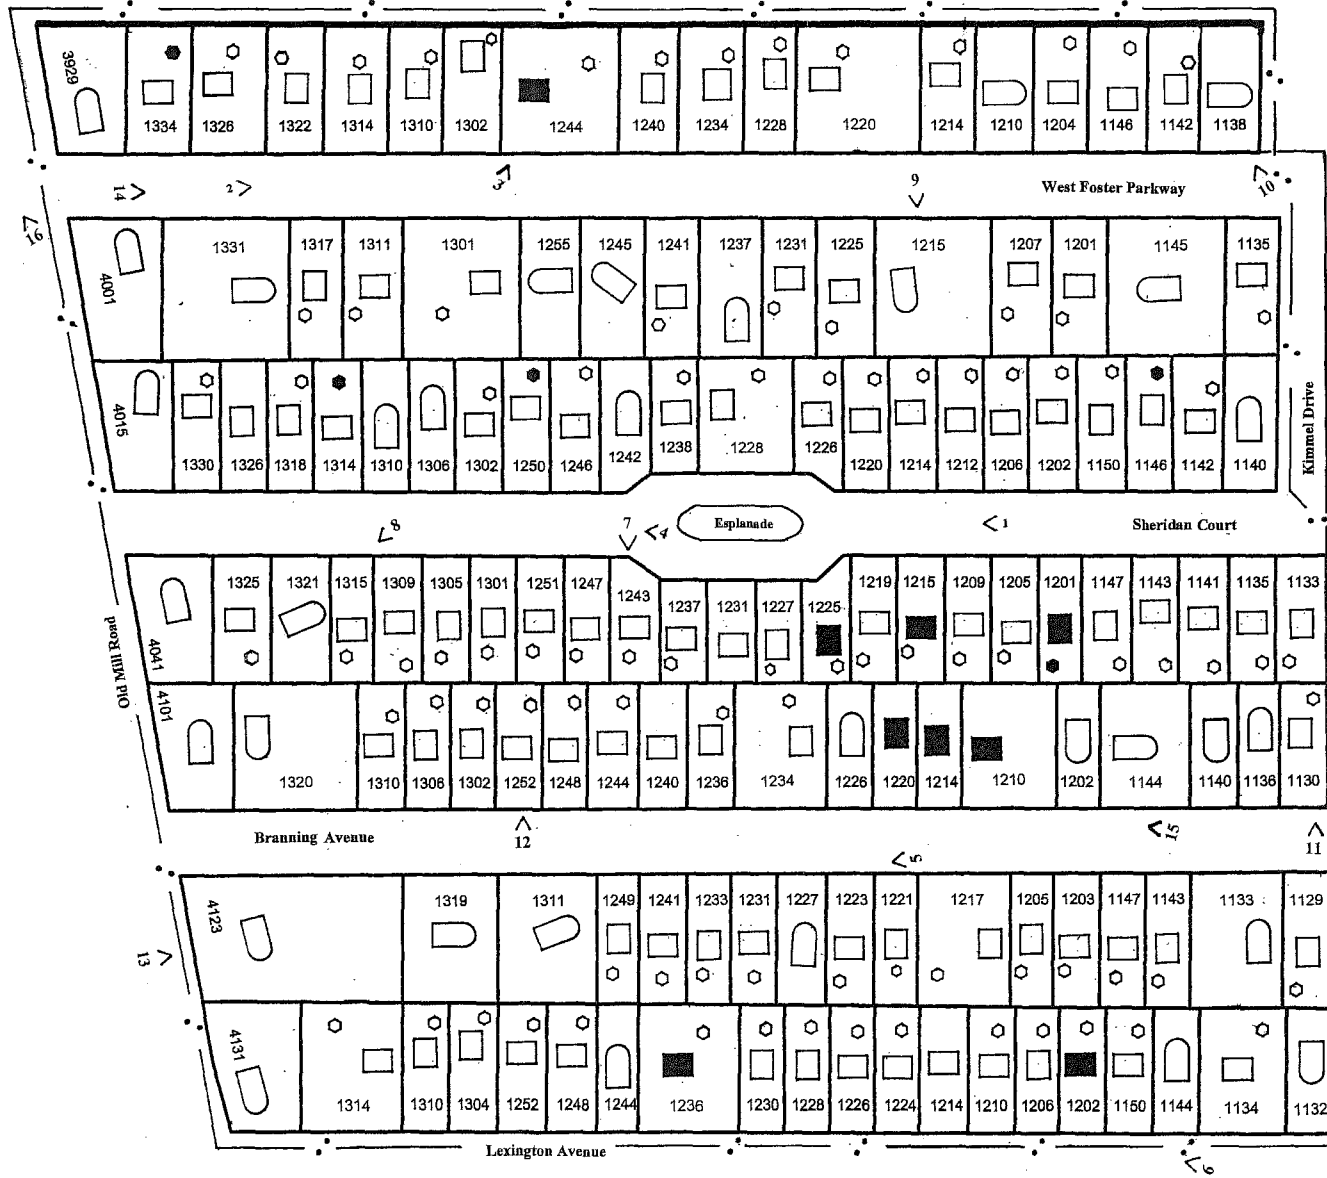 3929 1334 1326 1322 1314 1310 1302 1244 1240 1234 1228 1220 1214 1210 1204 1146 1142 1138
14 2 3 9 West Foster Parkway 10
16
4001 1331 1317 1311 1301 1255 1245 1241 1237 1231 1225 1215 1207 1201 1145 1135
4015 1330 1326 1318 1314 1310 1306 1302 1250 1246 1242 1238 1228 1226 1220 1214 1212 1206 1202 1150 1146 1142 1140
Kimmel Drive
8 7 4 Esplanade 1 Sheridan Court
4041 1325 1321 1315 1309 1305 1301 1251 1247 1243 1237 1231 1227 1225 1219 1215 1209 1205 1201 1147 1143 1141 1135 1133
Old Mill Road
4101 1320 1310 1306 1302 1252 1248 1244 1240 1236 1234 1226 1220 1214 1210 1202 1144 1140 1136 1130
Branning Avenue 12 5 15 11
4123 1319 1311 1249 1241 1233 1231 1227 1223 1221 1217 1205 1203 1147 1143 1133 1129
13
4131 1314 1310 1304 1252 1248 1244 1236 1230 1228 1226 1224 1214 1210 1206 1202 1150 1144 1134 1132
Lexington Avenue 6